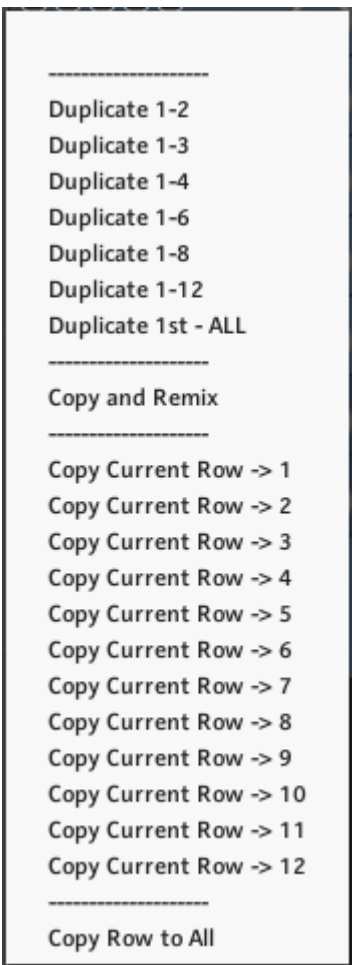 --------------------
Duplicate 1-2
Duplicate 1-3
Duplicate 1-4
Duplicate 1-6
Duplicate 1-8
Duplicate 1-12
Duplicate 1st - ALL
--------------------
Copy and Remix
--------------------
Copy Current Row -> 1
Copy Current Row -> 2
Copy Current Row -> 3
Copy Current Row -> 4
Copy Current Row -> 5
Copy Current Row -> 6
Copy Current Row -> 7
Copy Current Row -> 8
Copy Current Row -> 9
Copy Current Row -> 10
Copy Current Row -> 11
Copy Current Row -> 12
--------------------
Copy Row to All